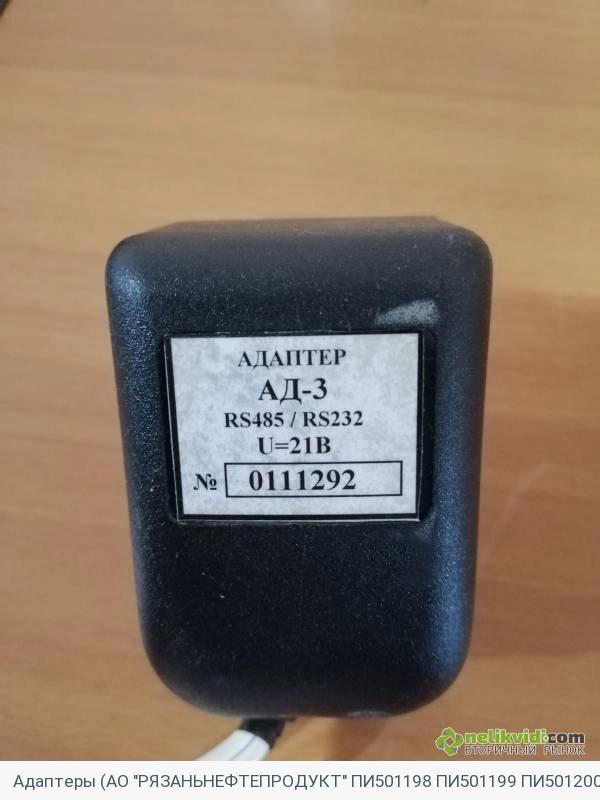 АДАПТЕР
АД-3
RS485 / RS232
U=21В
№ 0111292
nelikvidi.com
ВТОРИЧНЫЙ РЫНОК
Адаптеры (АО "РЯЗАНЬНЕФТЕПРОДУКТ" ПИ501198 ПИ501199 ПИ501200